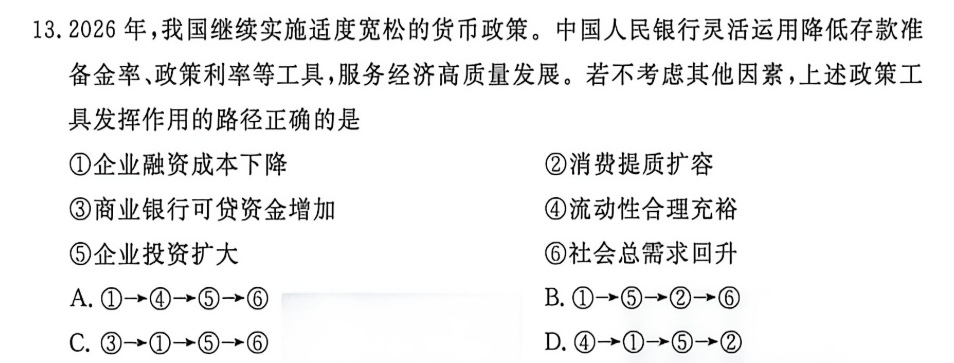 13. 2026 年,我国继续实施适度宽松的货币政策。中国人民银行灵活运用降低存款准
备金率、政策利率等工具,服务经济高质量发展。若不考虑其他因素,上述政策工
具发挥作用的路径正确的是
①企业融资成本下降 ②消费提质扩容
③商业银行可贷资金增加 ④流动性合理充裕
⑤企业投资扩大 ⑥社会总需求回升
A. ①→④→⑤→⑥ B. ①→⑤→②→⑥
C. ③→①→⑤→⑥ D. ④→①→⑤→②